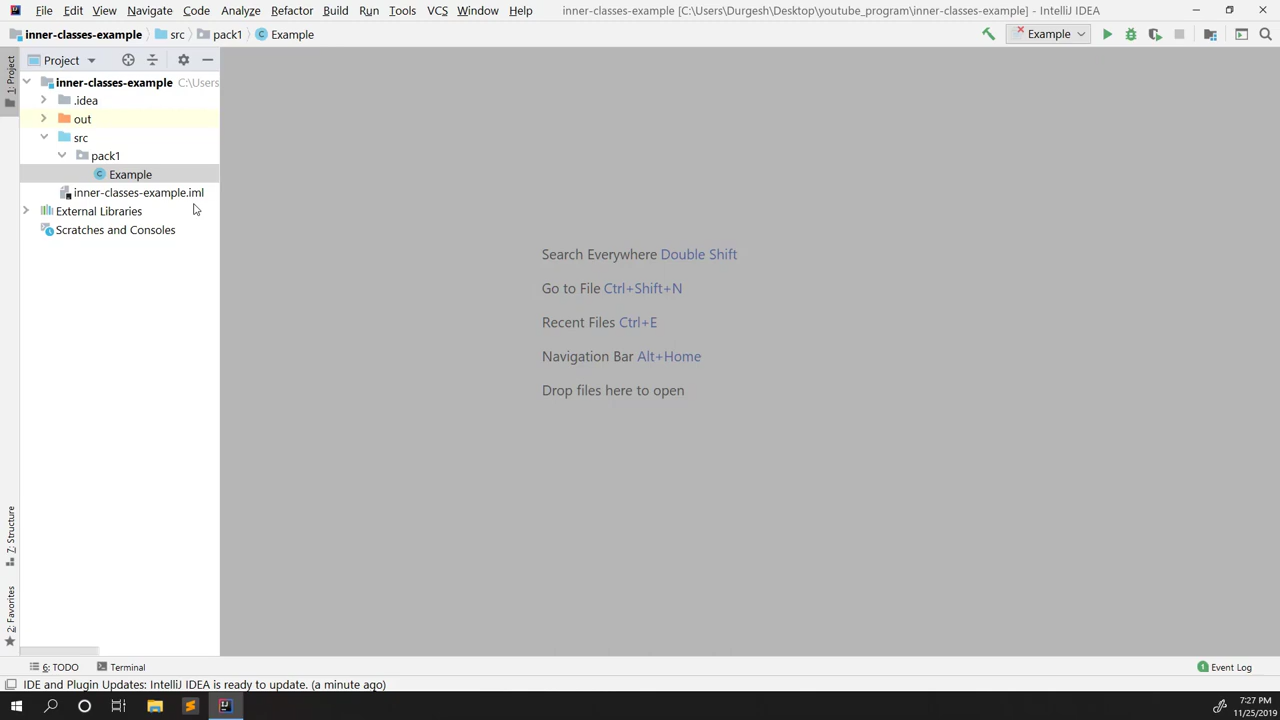 File Edit View Navigate Code Analyze Refactor Build Run Tools VCS Window Help inner-classes-example [C:\Users\Durgesh\Desktop\youtube_program\inner-classes-example] - IntelliJ IDEA
inner-classes-example src pack1 Example Example
Project
inner-classes-example C:\Users
.idea
out
src
pack1
Example
inner-classes-example.iml
External Libraries
Scratches and Consoles
1: Project
Z: Structure
2: Favorites
Search Everywhere Double Shift
Go to File Ctrl+Shift+N
Recent Files Ctrl+E
Navigation Bar Alt+Home
Drop files here to open
6: TODO Terminal 1 Event Log
IDE and Plugin Updates: IntelliJ IDEA is ready to update. (a minute ago)
7:27 PM
11/25/2019